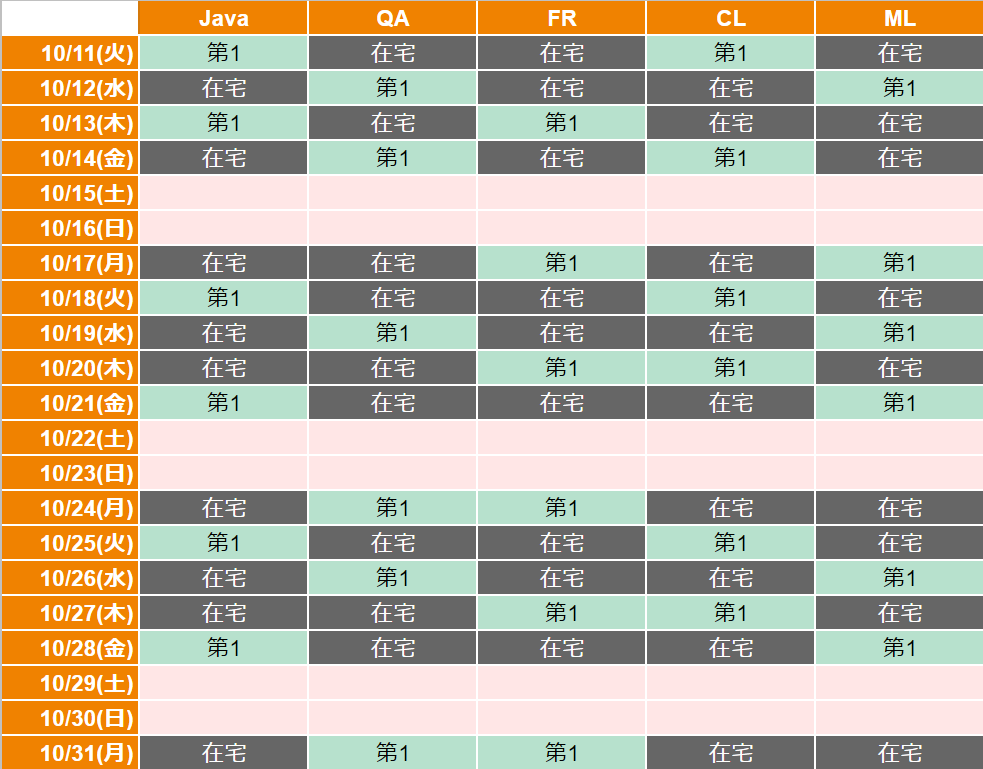 Java QA FR CL ML
10/11(火) 第1 在宅 在宅 第1 在宅
10/12(水) 在宅 第1 在宅 在宅 第1
10/13(木) 第1 在宅 第1 在宅 在宅
10/14(金) 在宅 第1 在宅 第1 在宅
10/15(土)
10/16(日)
10/17(月) 在宅 在宅 第1 在宅 第1
10/18(火) 第1 在宅 在宅 第1 在宅
10/19(水) 在宅 第1 在宅 在宅 第1
10/20(木) 在宅 在宅 第1 第1 在宅
10/21(金) 第1 在宅 在宅 在宅 第1
10/22(土)
10/23(日)
10/24(月) 在宅 第1 第1 在宅 在宅
10/25(火) 第1 在宅 在宅 第1 在宅
10/26(水) 在宅 第1 在宅 在宅 第1
10/27(木) 在宅 在宅 第1 第1 在宅
10/28(金) 第1 在宅 在宅 在宅 第1
10/29(土)
10/30(日)
10/31(月) 在宅 第1 第1 在宅 在宅